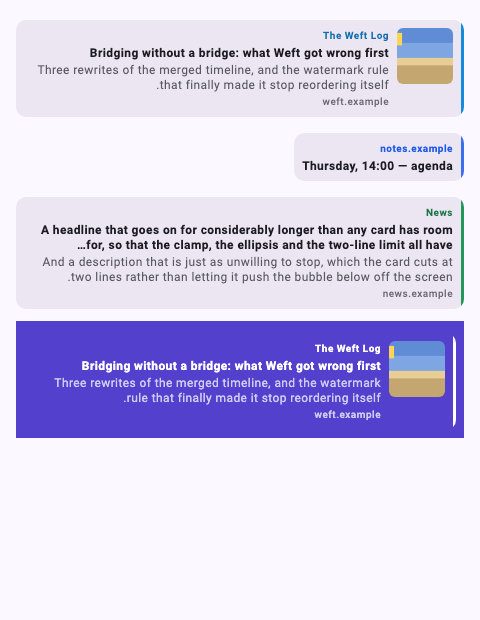 The Weft Log
Bridging without a bridge: what Weft got wrong first
Three rewrites of the merged timeline, and the watermark rule
that finally made it stop reordering itself.
weft.example
notes.example
Thursday, 14:00 — agenda
News
A headline that goes on for considerably longer than any card has room
for, so that the clamp, the ellipsis and the two-line limit all have…
And a description that is just as unwilling to stop, which the card cuts at
two lines rather than letting it push the bubble below off the screen.
news.example
The Weft Log
Bridging without a bridge: what Weft got wrong first
Three rewrites of the merged timeline, and the watermark
rule that finally made it stop reordering itself.
weft.example